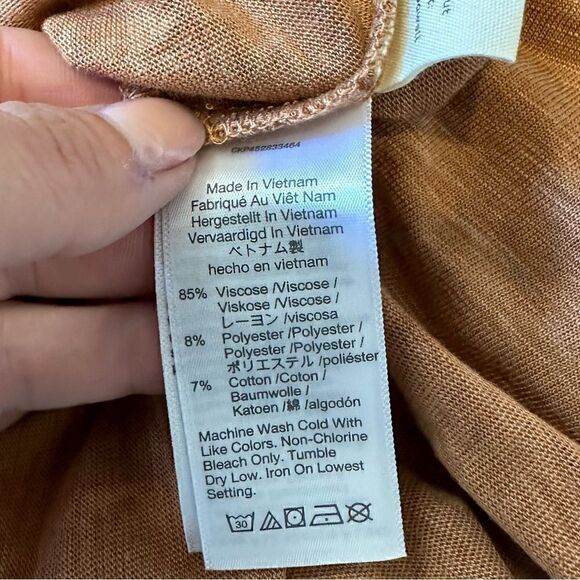 CKP452833464
Made In Vietnam
Fabriqué Au Viêt Nam
Hergestellt In Vietnam
Vervaardigd In Vietnam
ベトナム製
hecho en vietnam
85% Viscose /Viscose /
Viskose /Viscose /
レーヨン /viscosa
8% Polyester /Polyester /
Polyester /Polyester /
ポリエステル /poliéster
7% Cotton /Coton /
Baumwolle /
Katoen /綿 /algodón
Machine Wash Cold With
Like Colors. Non-Chlorine
Bleach Only. Tumble
Dry Low. Iron On Lowest
Setting.
30